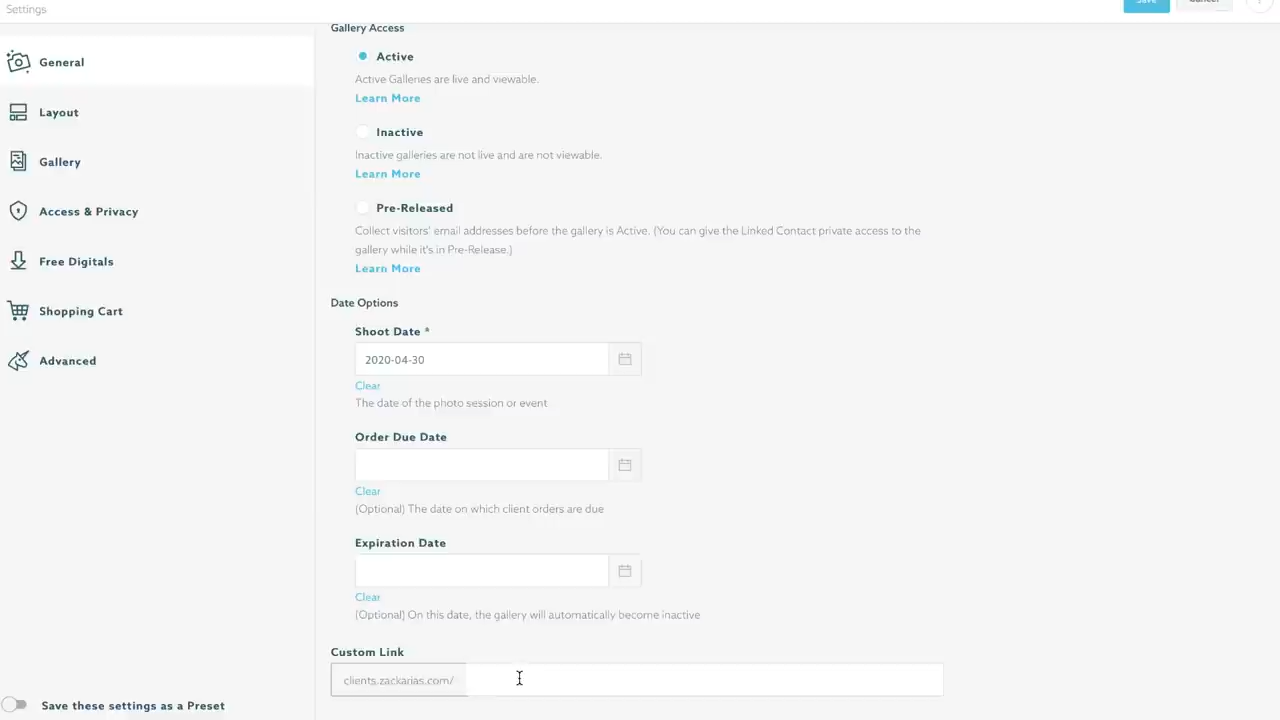 Settings
Save
Cancel
General
Layout
Gallery
Access & Privacy
Free Digitals
Shopping Cart
Advanced
Save these settings as a Preset
Gallery Access
Active
Active Galleries are live and viewable.
Learn More
Inactive
Inactive galleries are not live and are not viewable.
Learn More
Pre-Released
Collect visitors' email addresses before the gallery is Active. (You can give the Linked Contact private access to the
gallery while it's in Pre-Release.)
Learn More
Date Options
Shoot Date *
2020-04-30
Clear
The date of the photo session or event
Order Due Date
Clear
(Optional) The date on which client orders are due
Expiration Date
Clear
(Optional) On this date, the gallery will automatically become inactive
Custom Link
clients.zackarias.com/